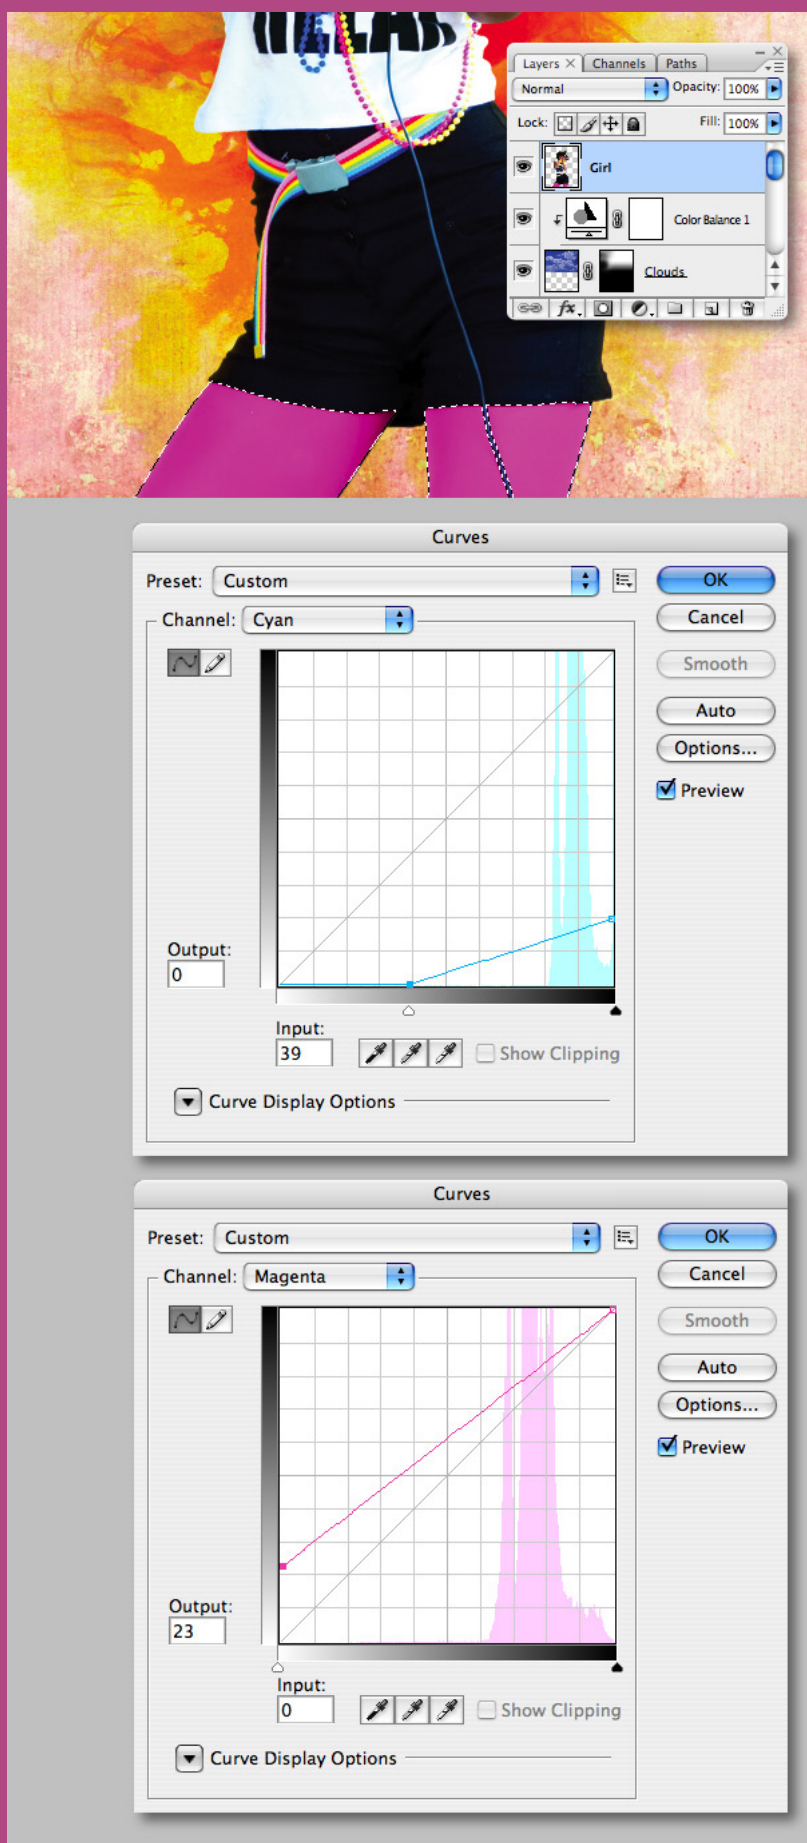 Layers × Channels Paths
Normal Opacity: 100%
Lock: Fill: 100%
Girl
Color Balance 1
Clouds
fx.
Curves
Preset: Custom
OK
Channel: Cyan
Cancel
Smooth
Auto
Options...
Preview
Output:
0
Input:
39
Show Clipping
Curve Display Options
Curves
Preset: Custom
OK
Channel: Magenta
Cancel
Smooth
Auto
Options...
Preview
Output:
23
Input:
0
Show Clipping
Curve Display Options